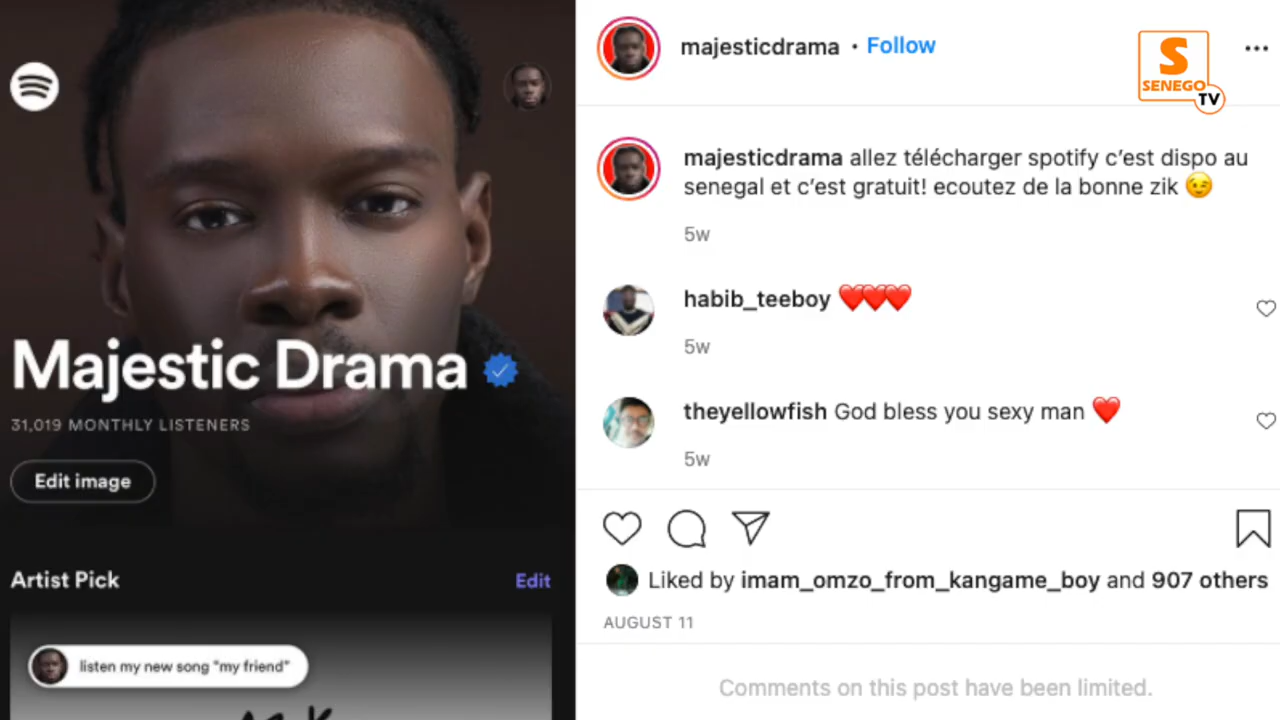 Majestic Drama
31,019 MONTHLY LISTENERS
Edit image
Artist Pick
Edit
listen my new song "my friend"
majesticdrama • Follow
S
SENEGO
TV
majesticdrama allez télécharger spotify c'est dispo au
senegal et c'est gratuit! ecoutez de la bonne zik 😉
5w
habib_teeboy ❤️❤️❤️
5w
theyellowfish God bless you sexy man ❤️
5w
Liked by imam_omzo_from_kangame_boy and 907 others
AUGUST 11
Comments on this post have been limited.